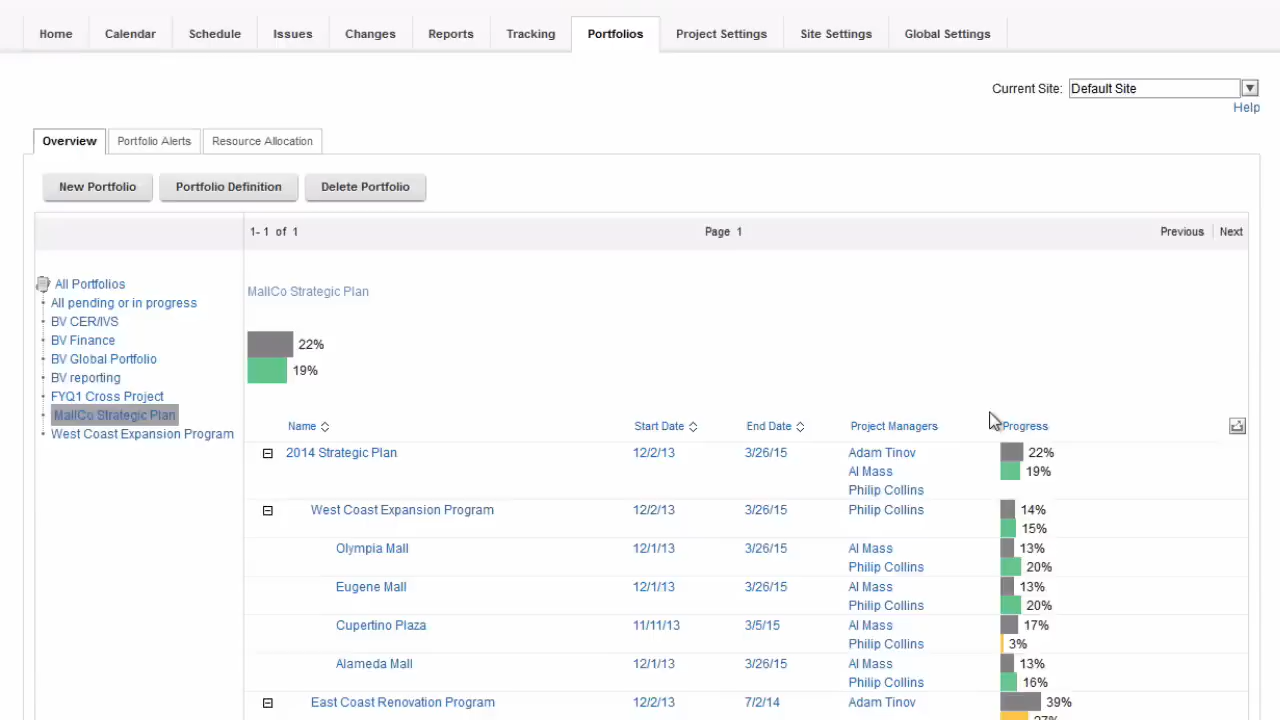 Home Calendar Schedule Issues Changes Reports Tracking Portfolios Project Settings Site Settings Global Settings
Current Site: Default Site
Help
Overview Portfolio Alerts Resource Allocation
New Portfolio Portfolio Definition Delete Portfolio
1- 1 of 1 Page 1 Previous Next
All Portfolios
All pending or in progress
BV CER/IVS
BV Finance
BV Global Portfolio
BV reporting
FYQ1 Cross Project
MallCo Strategic Plan
West Coast Expansion Program
MallCo Strategic Plan
22%
19%
Name Start Date End Date Project Managers Progress
2014 Strategic Plan 12/2/13 3/26/15 Adam Tinov 22%
Al Mass 19%
Philip Collins
West Coast Expansion Program 12/2/13 3/26/15 Philip Collins 14%
15%
Olympia Mall 12/1/13 3/26/15 Al Mass 13%
Philip Collins 20%
Eugene Mall 12/1/13 3/26/15 Al Mass 13%
Philip Collins 20%
Cupertino Plaza 11/11/13 3/5/15 Al Mass 17%
Philip Collins 3%
Alameda Mall 12/1/13 3/26/15 Al Mass 13%
Philip Collins 16%
East Coast Renovation Program 12/2/13 7/2/14 Adam Tinov 39%